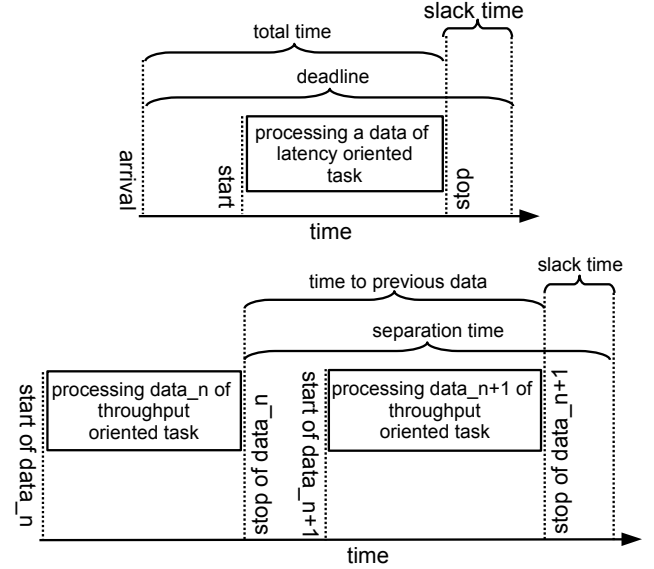 slack time
total time
deadline
processing a data of
latency oriented
task
arrival
start
stop
time
slack time
time to previous data
separation time
start of data_n
processing data_n of
throughput
oriented task
stop of data_n
start of data_n+1
processing data_n+1 of
throughput
oriented task
stop of data_n+1
time